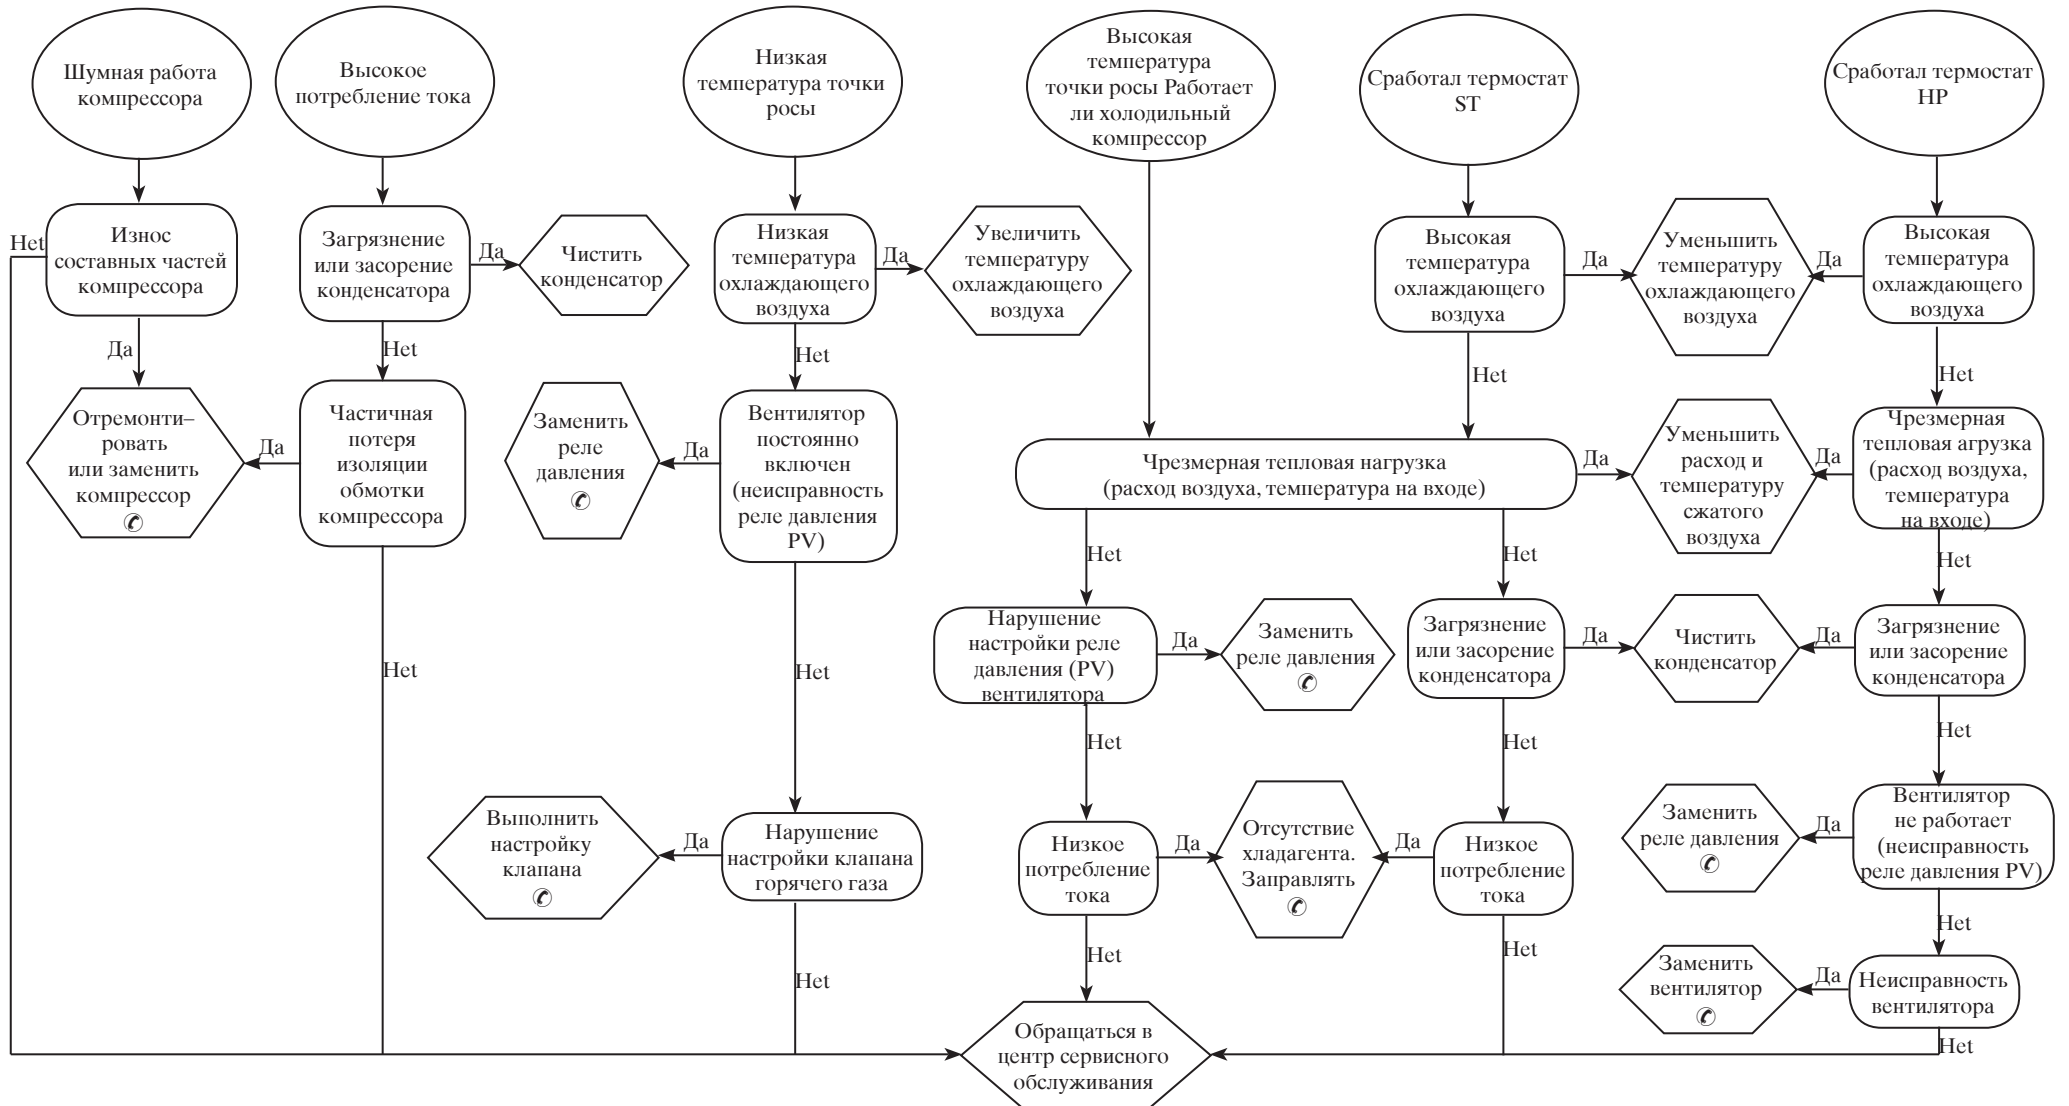 Шумная работа
компрессора
Высокое
потребление тока
Низкая
температура точки
росы
Высокая
температура
точки росы Работает
ли холодильный
компрессор
Сработал термостат
ST
Сработал термостат
HP
Нет
Износ
составных частей
компрессора
Да
Отремонти–
ровать
или заменить
компрессор
Загрязнение
или засорение
конденсатора
Да
Чистить
конденсатор
Нет
Частичная
потеря
изоляции
обмотки
компрессора
Да
Нет
Низкая
температура
охлаждающего
воздуха
Да
Увеличить
температуру
охлаждающего
воздуха
Нет
Вентилятор
постоянно
включен
(неисправность
реле давления
PV)
Да
Заменить
реле
давления
Нет
Нарушение
настройки клапана
горячего газа
Да
Выполнить
настройку
клапана
Нет
Высокая
температура
охлаждающего
воздуха
Да
Уменьшить
температуру
охлаждающего
воздуха
Да
Высокая
температура
охлаждающего
воздуха
Нет
Нет
Чрезмерная тепловая нагрузка
(расход воздуха, температура на входе)
Да
Уменьшить
расход и
температуру
сжатого
воздуха
Да
Чрезмерная
тепловая агрузка
(расход воздуха,
температура
на входе)
Нет
Нет
Нет
Нарушение
настройки реле
давления (PV)
вентилятора
Да
Заменить
реле давления
Загрязнение
или засорение
конденсатора
Да
Чистить
конденсатор
Да
Загрязнение
или засорение
конденсатора
Нет
Нет
Нет
Низкое
потребление
тока
Да
Отсутствие
хладагента.
Заправлять
Да
Низкое
потребление
тока
Заменить
реле давления
Да
Вентилятор
не работает
(неисправность
реле давления PV)
Нет
Нет
Нет
Заменить
вентилятор
Да
Неисправность
вентилятора
Нет
Обращаться в
центр сервисного
обслуживания